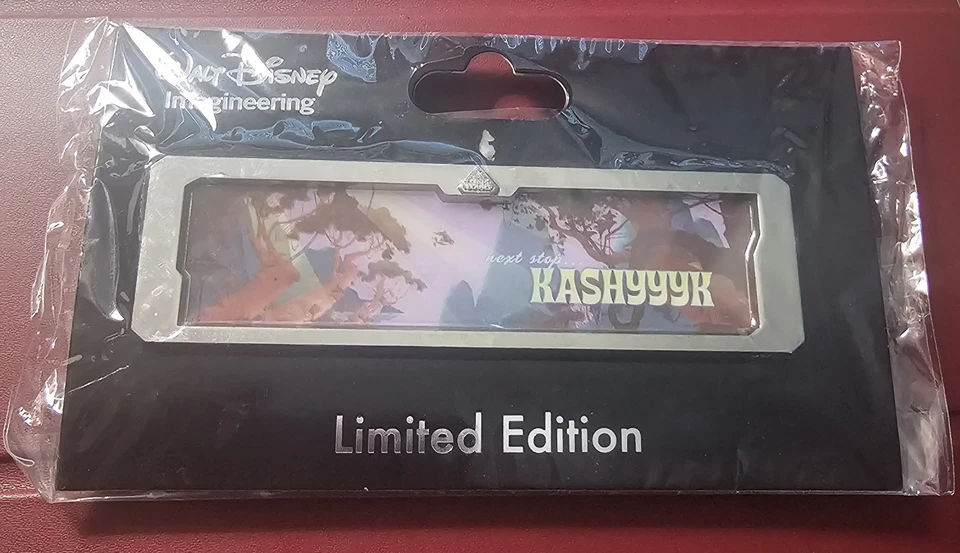 Walt Disney
Imagineering
next stop...
KASHYYYK
Limited Edition